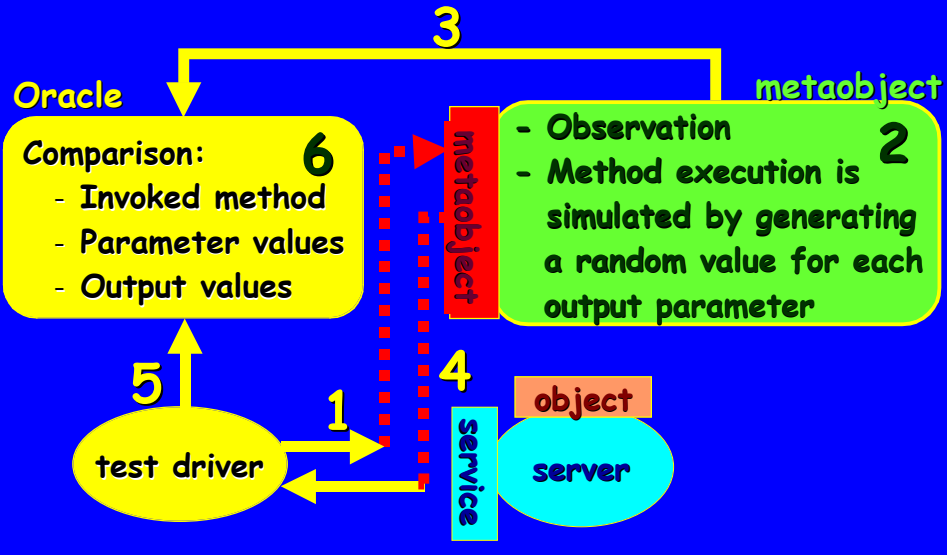 3
Oracle
metaobject
Comparison:
6
- Invoked method
- Parameter values
- Output values
metaobject
- Observation
2
- Method execution is
simulated by generating
a random value for each
output parameter
5
1
4
test driver
service
object
server